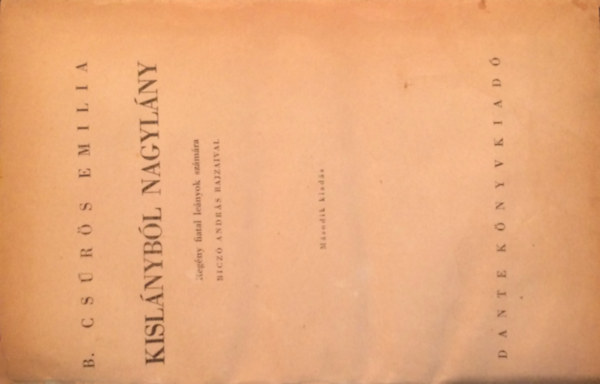 B. CSŰRÖS EMILIA
KISLÁNYBÓL NAGYLÁNY
Regény fiatal leányok számára
BICZÓ ANDRÁS RAJZAIVAL
Második kiadás
DANTE KÖNYVKIADÓ